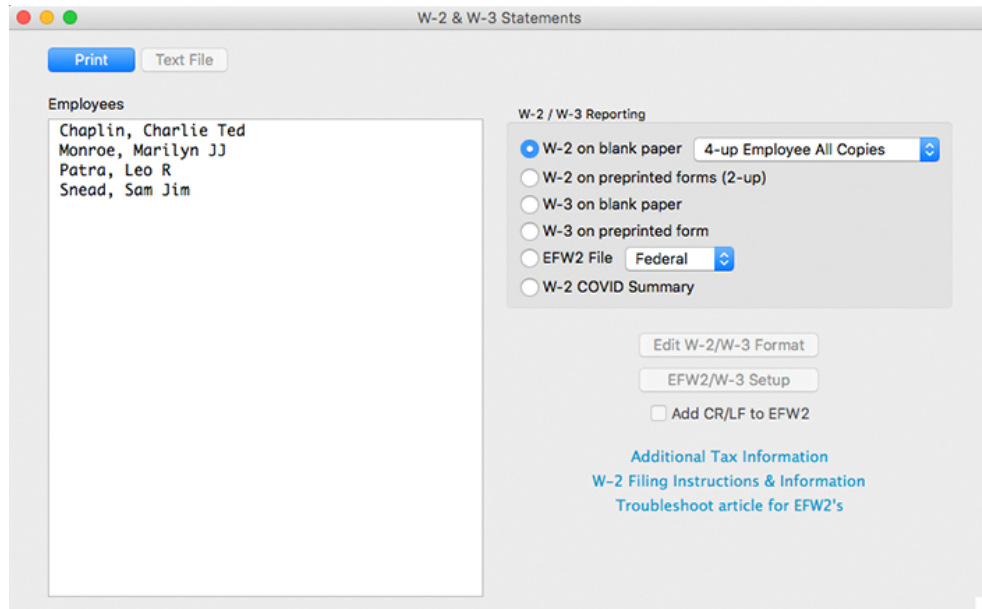 W-2 & W-3 Statements
Print
Text File
Employees
Chaplin, Charlie Ted
Monroe, Marilyn JJ
Patra, Leo R
Snead, Sam Jim
W-2 / W-3 Reporting
W-2 on blank paper 4-up Employee All Copies
W-2 on preprinted forms (2-up)
W-3 on blank paper
W-3 on preprinted form
EFW2 File Federal
W-2 COVID Summary
Edit W-2/W-3 Format
EFW2/W-3 Setup
Add CR/LF to EFW2
Additional Tax Information
W-2 Filing Instructions & Information
Troubleshoot article for EFW2's